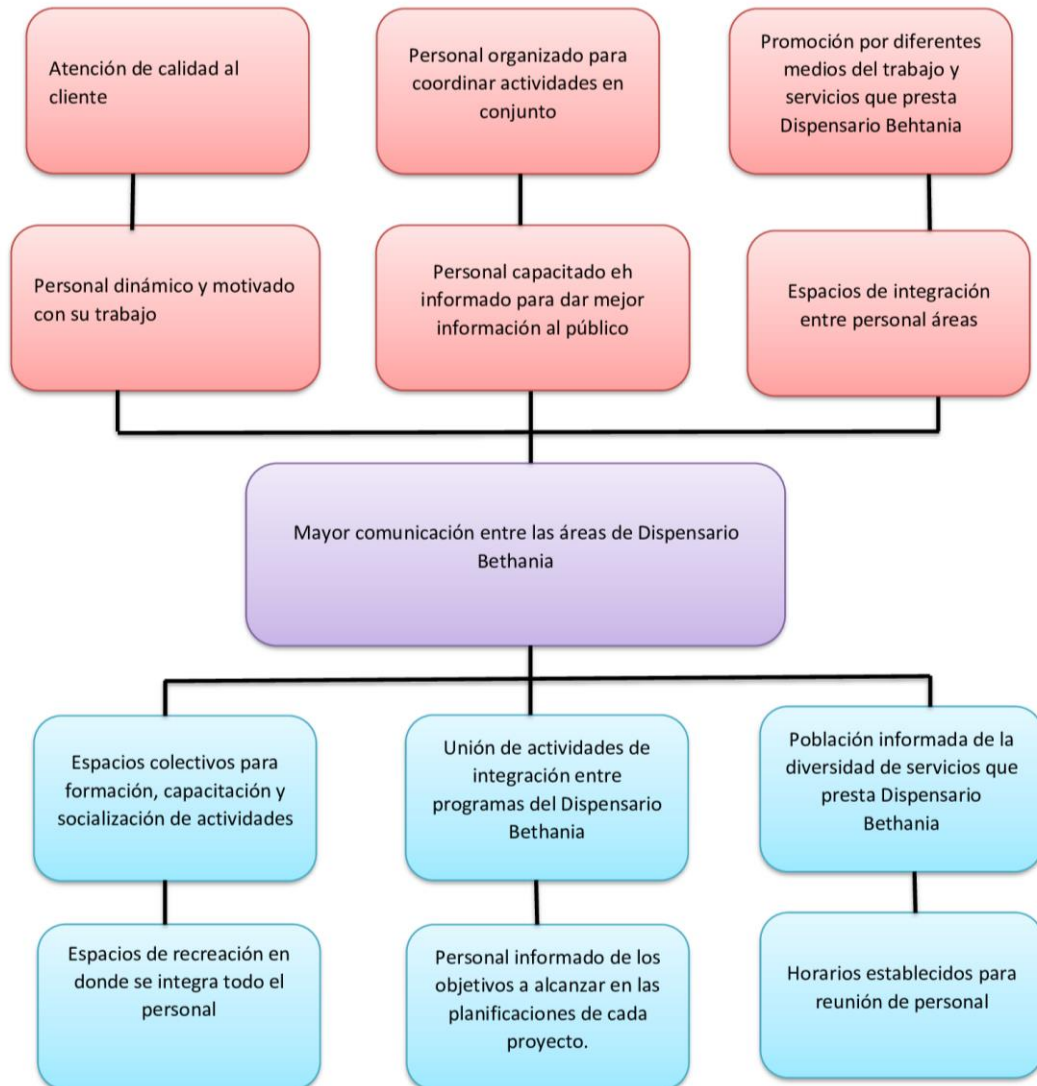 Atención de calidad al
cliente
Personal organizado para
coordinar actividades en
conjunto
Promoción por diferentes
medios del trabajo y
servicios que presta
Dispensario Behtania
Personal dinámico y motivado
con su trabajo
Personal capacitado eh
informado para dar mejor
información al público
Espacios de integración
entre personal áreas
Mayor comunicación entre las áreas de Dispensario
Bethania
Espacios colectivos para
formación, capacitación y
socialización de actividades
Unión de actividades de
integración entre
programas del Dispensario
Bethania
Población informada de la
diversidad de servicios que
presta Dispensario
Bethania
Espacios de recreación en
donde se integra todo el
personal
Personal informado de los
objetivos a alcanzar en las
planificaciones de cada
proyecto.
Horarios establecidos para
reunión de personal